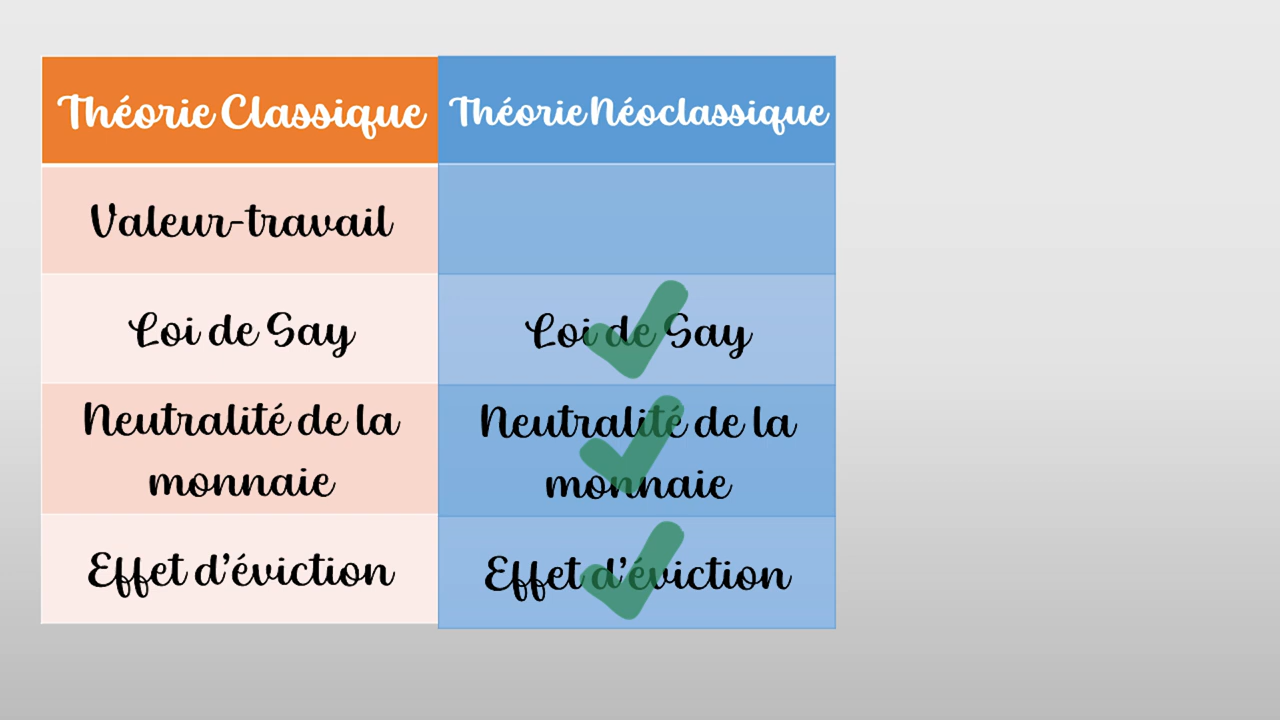 Théorie Classique
Théorie Néoclassique
Valeur-travail
Loi de Say
Loi de Say
Neutralité de la
monnaie
Neutralité de la
monnaie
Effet d'éviction
Effet d'éviction